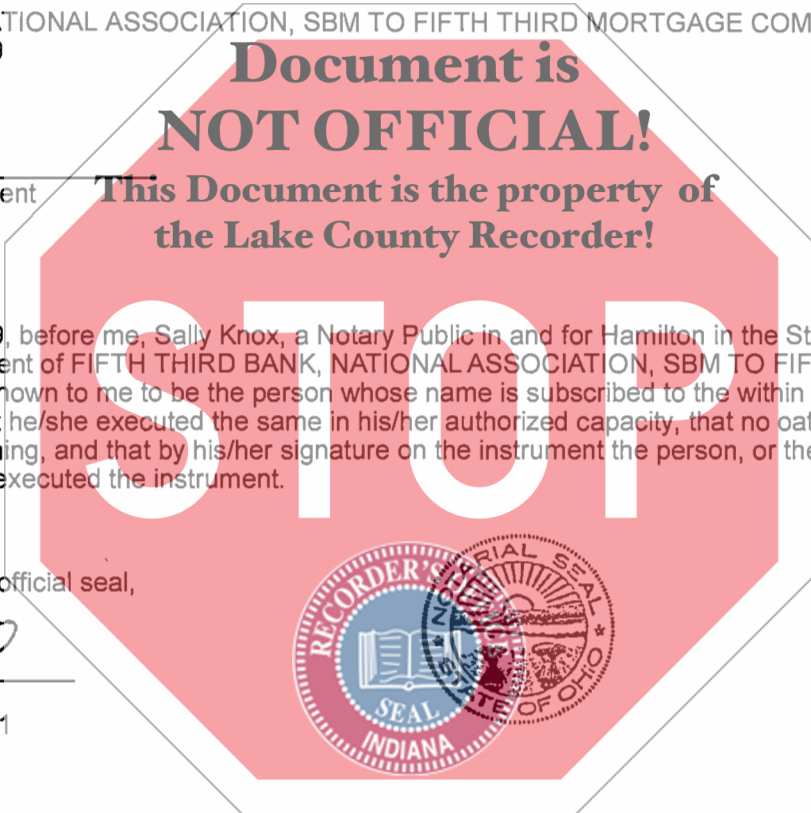 TIONAL ASSOCIATION, SBM TO FIFTH THIRD MORTGAGE COM
Document is
NOT OFFICIAL!
ent
This Document is the property of
the Lake County Recorder!
STOP
, before me, Sally Knox, a Notary Public in and for Hamilton in the St
ent of FIFTH THIRD BANK, NATIONAL ASSOCIATION, SBM TO FIF
nown to me to be the person whose name is subscribed to the within
he/she executed the same in his/her authorized capacity, that no oat
ing, and that by his/her signature on the instrument the person, or the
executed the instrument.
official seal,
RECORDER'S
SEAL
INDIANA
NOTARIAL SEAL
STATE OF OHIO
1